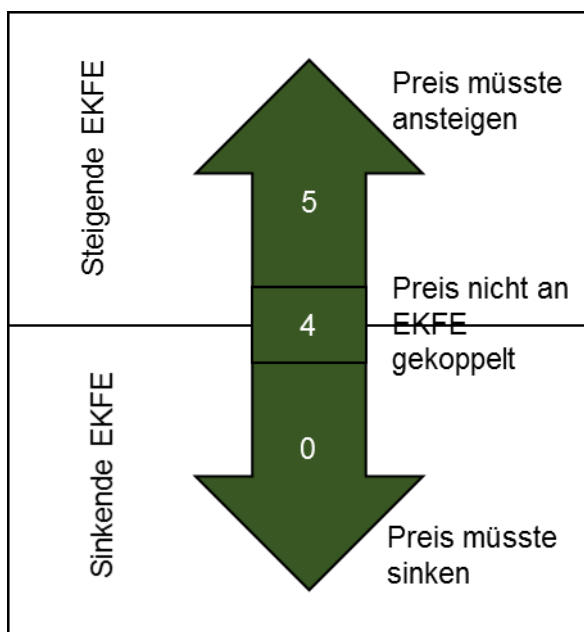 Steigende EKFE
Preis müsste
ansteigen
5
Preis nicht an
EKFE
gekoppelt
4
Sinkende EKFE
0
Preis müsste
sinken